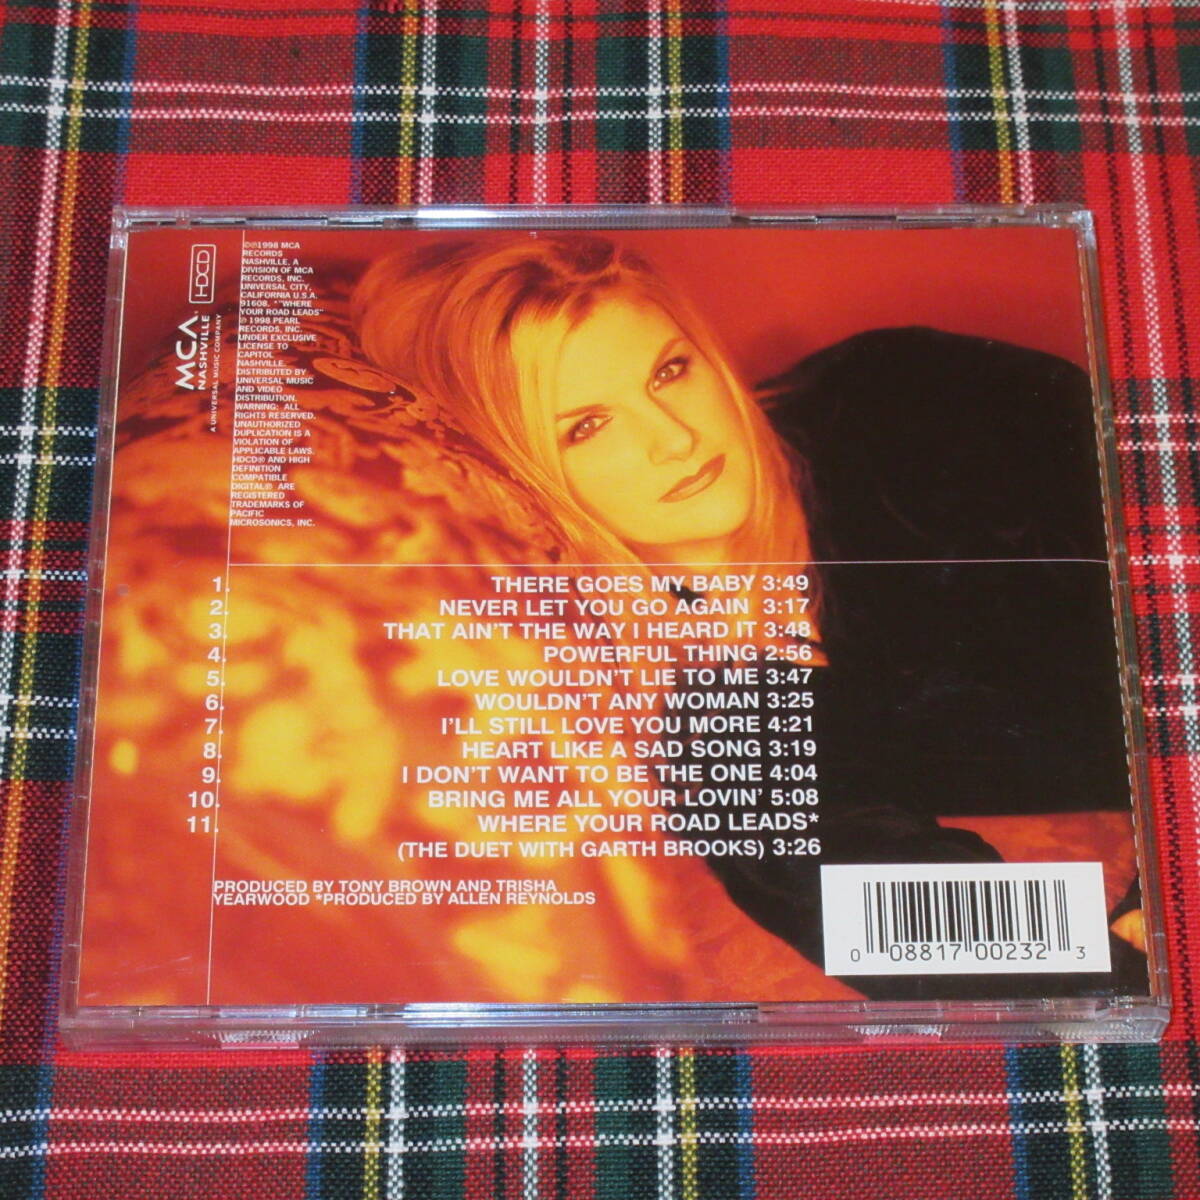 HDCD
MCA
NASHVILLE
A UNIVERSAL MUSIC COMPANY
©℗1998 MCA
RECORDS
NASHVILLE, A
DIVISION OF MCA
RECORDS, INC.
UNIVERSAL CITY,
CALIFORNIA U.S.A.
91608. *"WHERE
YOUR ROAD LEADS"
℗ 1998 PEARL
RECORDS, INC.
UNDER EXCLUSIVE
LICENSE TO
CAPITOL
NASHVILLE.
DISTRIBUTED BY
UNIVERSAL MUSIC
AND VIDEO
DISTRIBUTION.
WARNING: ALL
RIGHTS RESERVED.
UNAUTHORIZED
DUPLICATION IS A
VIOLATION OF
APPLICABLE LAWS.
HDCD® AND HIGH
DEFINITION
COMPATIBLE
DIGITAL® ARE
REGISTERED
TRADEMARKS OF
PACIFIC
MICROSONICS, INC.
1. THERE GOES MY BABY 3:49
2. NEVER LET YOU GO AGAIN 3:17
3. THAT AIN'T THE WAY I HEARD IT 3:48
4. POWERFUL THING 2:56
5. LOVE WOULDN'T LIE TO ME 3:47
6. WOULDN'T ANY WOMAN 3:25
7. I'LL STILL LOVE YOU MORE 4:21
8. HEART LIKE A SAD SONG 3:19
9. I DON'T WANT TO BE THE ONE 4:04
10. BRING ME ALL YOUR LOVIN' 5:08
11. WHERE YOUR ROAD LEADS*
(THE DUET WITH GARTH BROOKS) 3:26
PRODUCED BY TONY BROWN AND TRISHA
YEARWOOD *PRODUCED BY ALLEN REYNOLDS
0 08817 00232 3